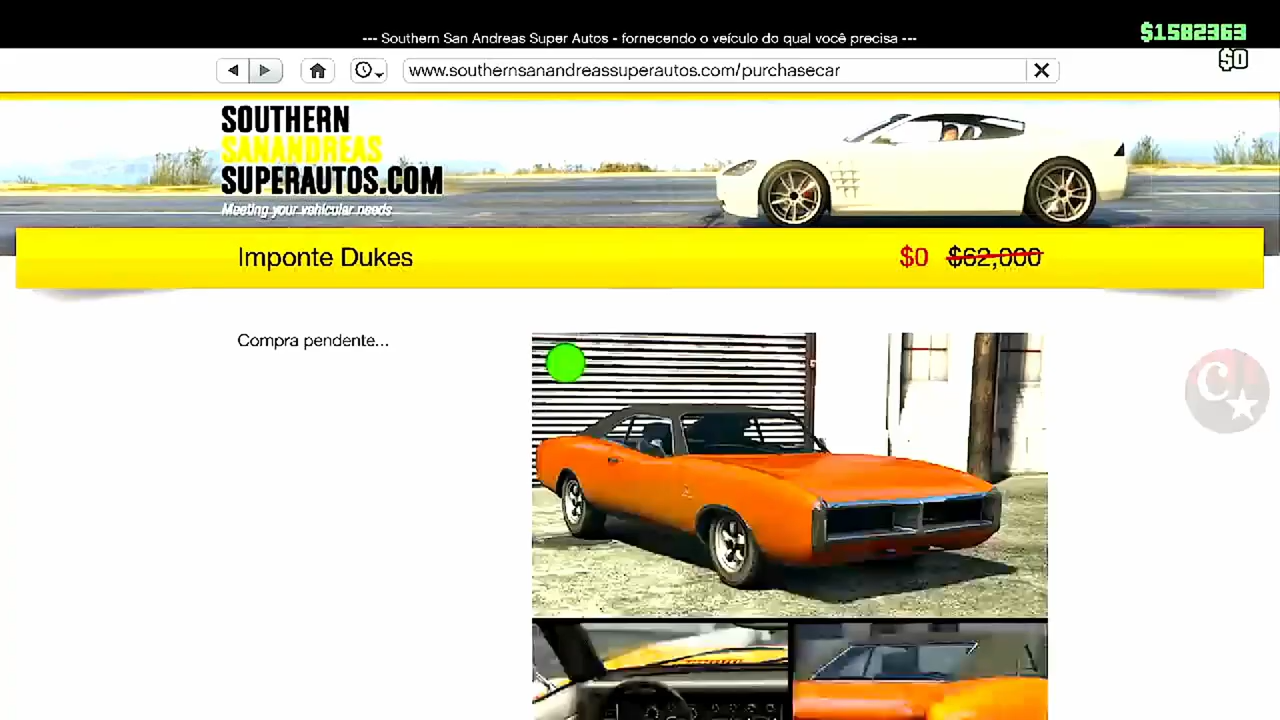 --- Southern San Andreas Super Autos - fornecendo o veículo do qual você precisa ---
$1582363
$0
www.southernsanandreassuperautos.com/purchasecar
SOUTHERN
SANANDREAS
SUPERAUTOS.COM
Meeting your vehicular needs
Imponte Dukes $0 $62,000
Compra pendente...
C